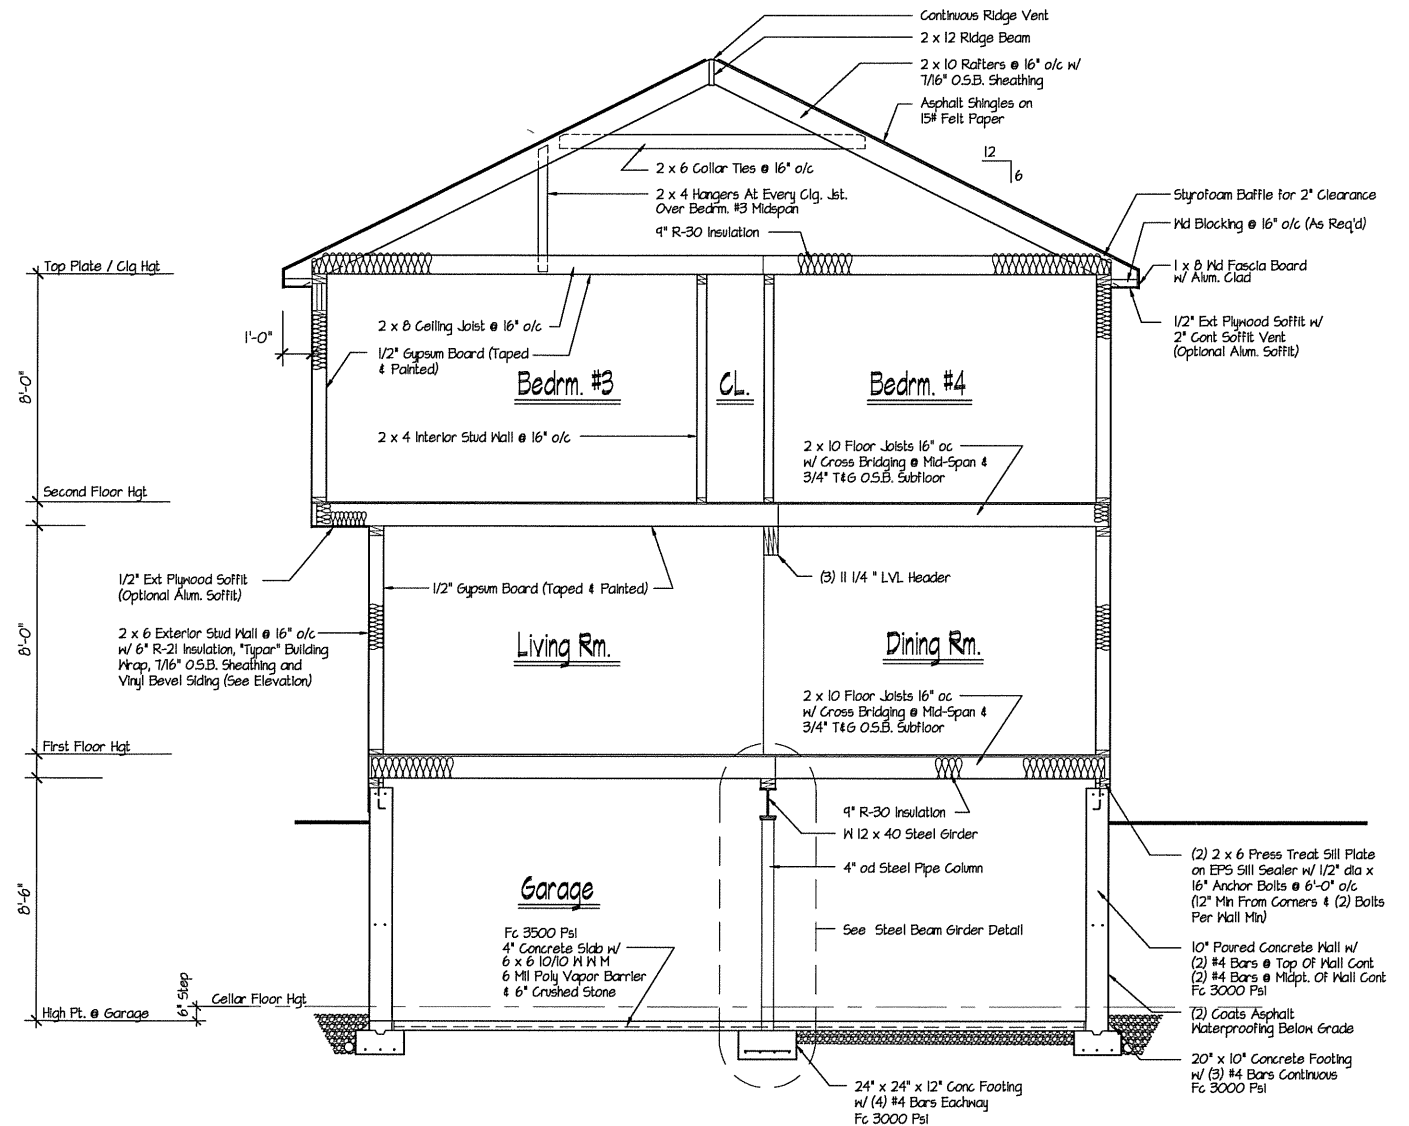 Continuous Ridge Vent
2 x 12 Ridge Beam
2 x 10 Rafters @ 16" o/c w/
7/16" O.S.B. Sheathing
Asphalt Shingles on
15# Felt Paper
12
6
2 x 6 Collar Ties @ 16" o/c
2 x 4 Hangers At Every Clg. Jst.
Over Bedrm. #3 Midspan
9" R-30 Insulation
Styrofoam Baffle for 2" Clearance
Wd Blocking @ 16" o/c (As Req'd)
1 x 8 Wd Fascia Board
w/ Alum. Clad
1/2" Ext Plywood Soffit w/
2" Cont Soffit Vent
(Optional Alum. Soffit)
Top Plate / Clg Hgt
1'-0"
8'-0"
2 x 8 Ceiling Joist @ 16" o/c
1/2" Gypsum Board (Taped
& Painted)
Bedrm. #3
CL.
Bedrm. #4
2 x 4 Interior Stud Wall @ 16" o/c
2 x 10 Floor Joists 16" oc
w/ Cross Bridging @ Mid-Span &
3/4" T&G O.S.B. Subfloor
Second Floor Hgt
1/2" Ext Plywood Soffit
(Optional Alum. Soffit)
1/2" Gypsum Board (Taped & Painted)
(3) 11 1/4 " LVL Header
8'-0"
2 x 6 Exterior Stud Wall @ 16" o/c
w/ 6" R-21 Insulation, "Typar" Building
Wrap, 7/16" O.S.B. Sheathing and
Vinyl Bevel Siding (See Elevation)
Living Rm.
Dining Rm.
2 x 10 Floor Joists 16" oc
w/ Cross Bridging @ Mid-Span &
3/4" T&G O.S.B. Subfloor
First Floor Hgt
9" R-30 Insulation
W 12 x 40 Steel Girder
4" od Steel Pipe Column
See Steel Beam Girder Detail
8'-6"
Garage
Fc 3500 Psi
4" Concrete Slab w/
6 x 6 10/10 W W M
6 Mil Poly Vapor Barrier
& 6" Crushed Stone
(2) 2 x 6 Press Treat Sill Plate
on EPS Sill Sealer w/ 1/2" dia x
16" Anchor Bolts @ 6'-0" o/c
(12" Min From Corners & (2) Bolts
Per Wall Min)
10" Poured Concrete Wall w/
(2) #4 Bars @ Top Of Wall Cont
(2) #4 Bars @ Midpt. Of Wall Cont
Fc 3000 Psi
(2) Coats Asphalt
Waterproofing Below Grade
20" x 10" Concrete Footing
w/ (3) #4 Bars Continuous
Fc 3000 Psi
6" Step
Cellar Floor Hgt
High Pt. @ Garage
24" x 24" x 12" Conc Footing
w/ (4) #4 Bars Eachway
Fc 3000 Psi